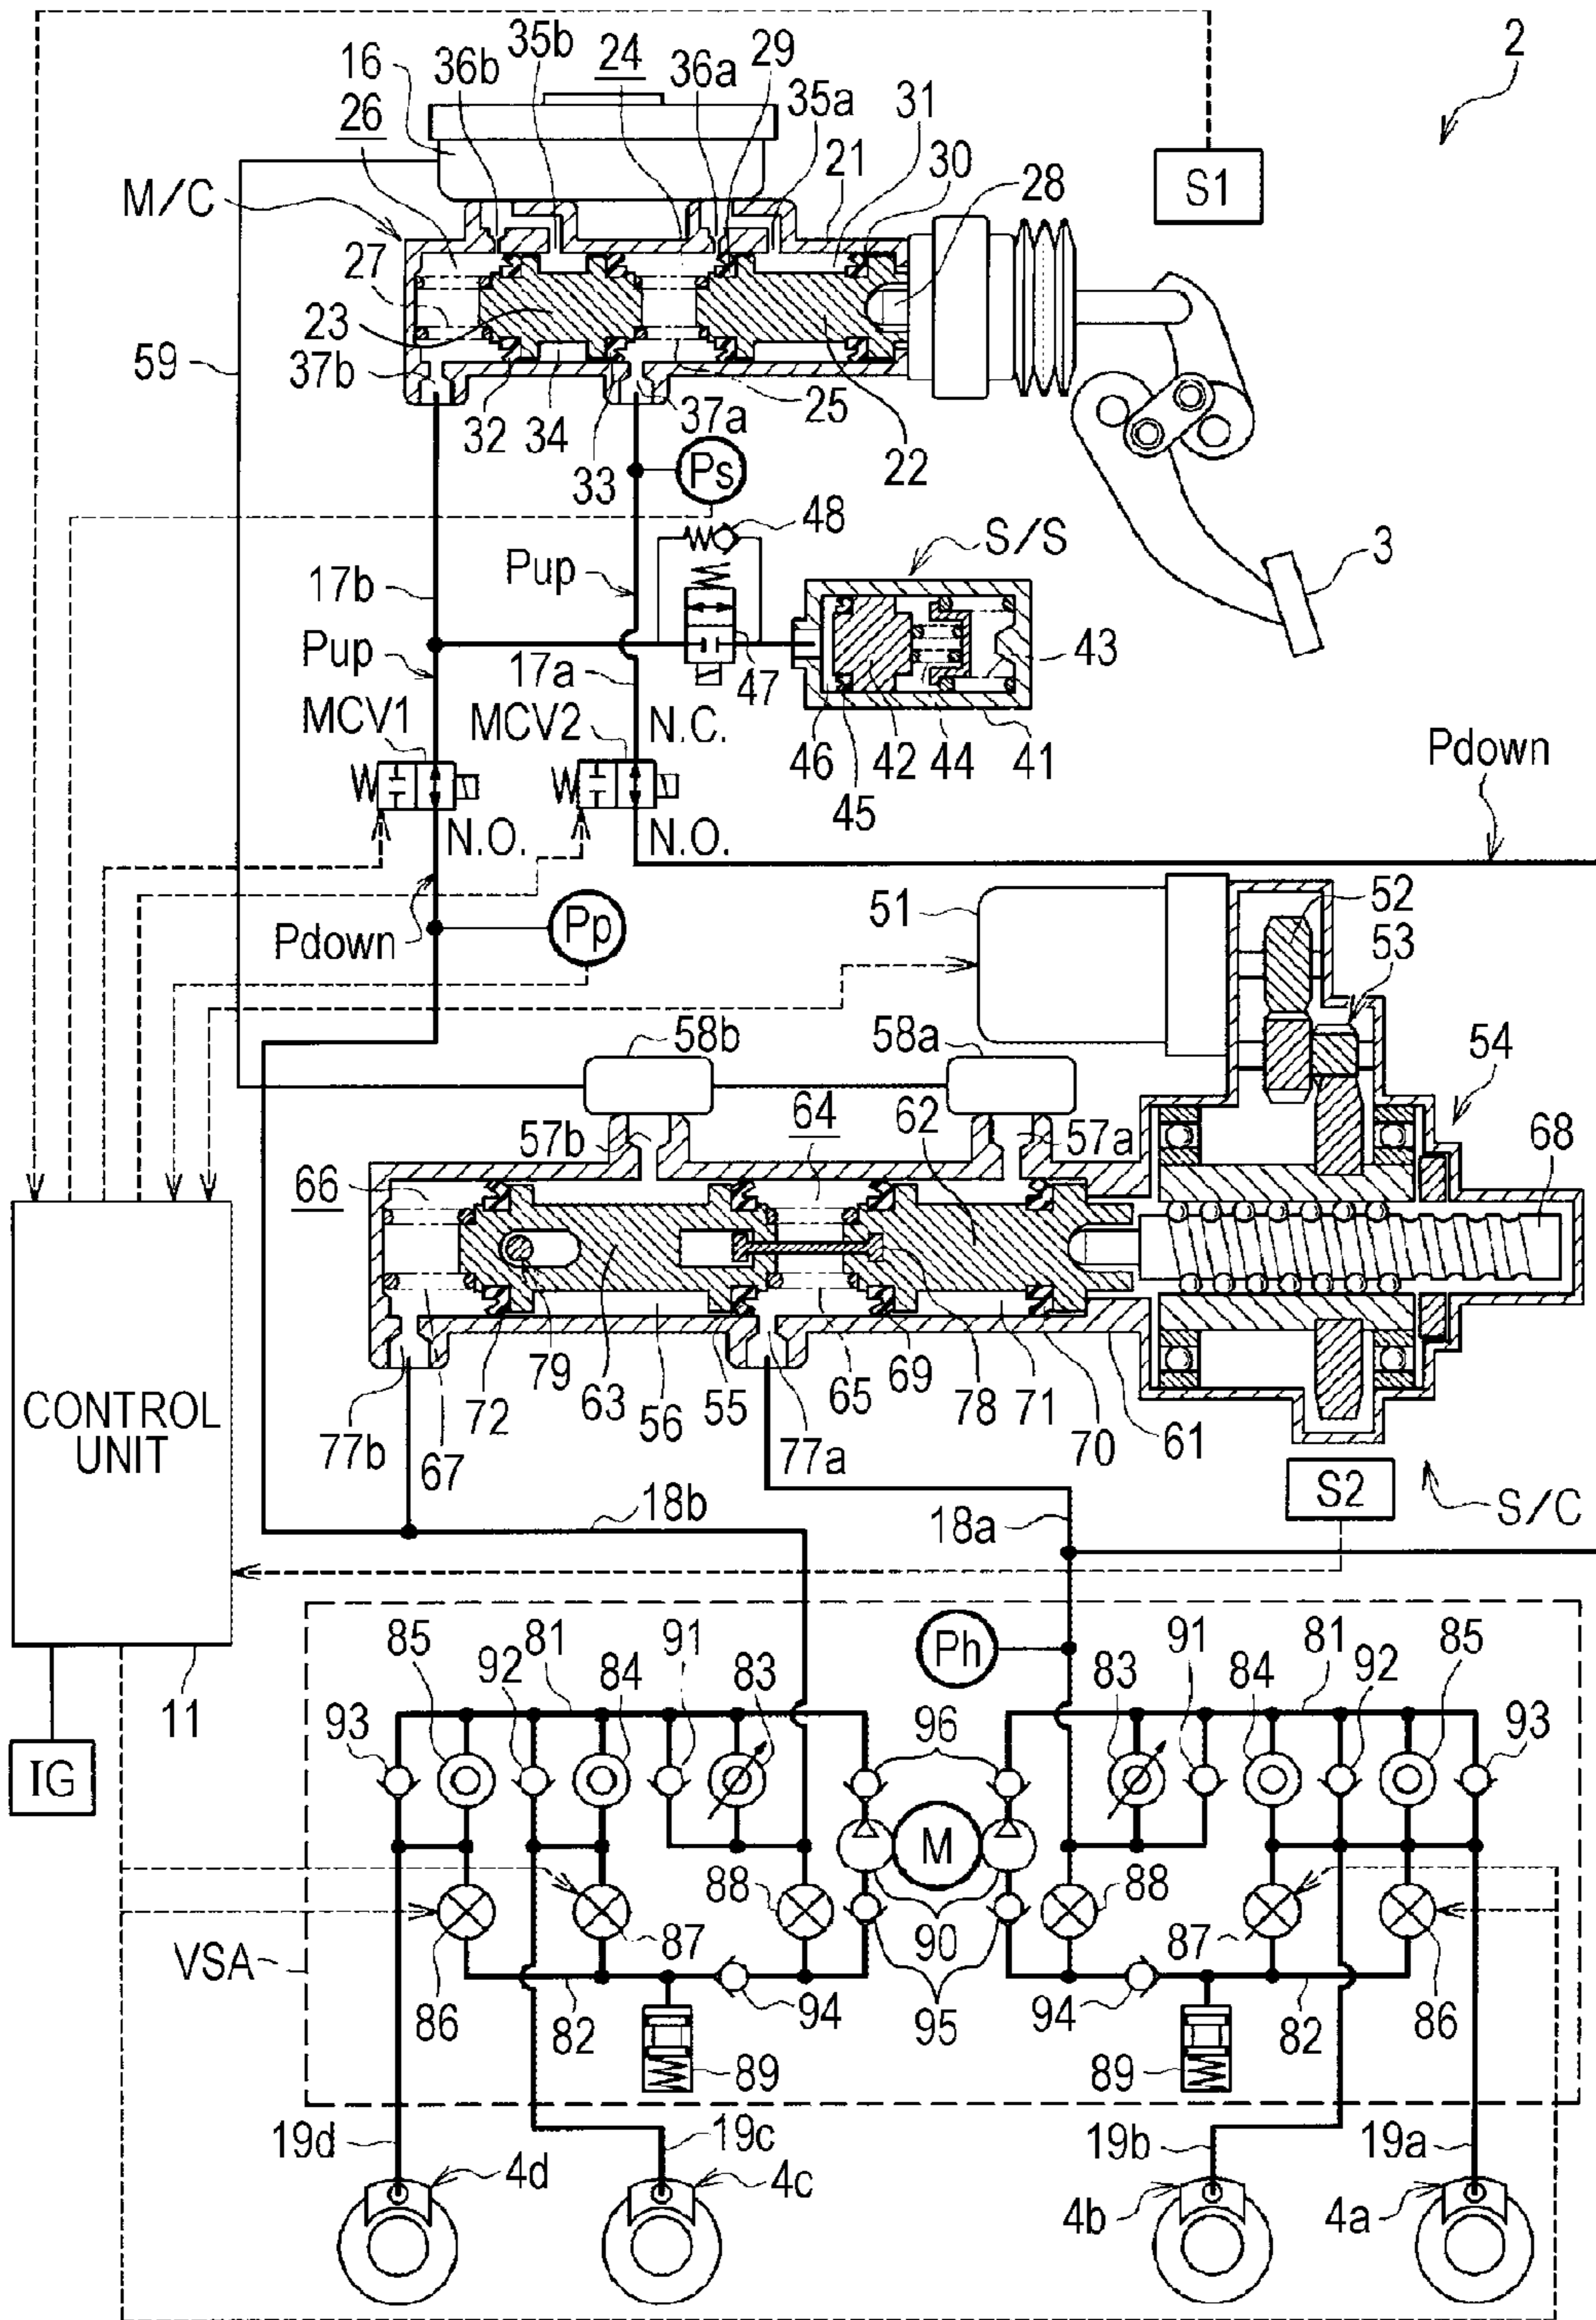 2
35b 24 29
16 36b 36a 35a
26 31
21 30 28
S1
M/C
27
23
59 37b
32 34 33 37a 25 22
Ps
48
S/S
3
17b Pup
Pup 17a 47 43
MCV1 MCV2 N.C.
46 42 44 41
45
Pdown
N.O. N.O.
51 52
Pdown Pp 53
58b 58a 54
57b 64 62 57a 68
66
72 79 63 56 55 65 69 78 71 70 61
CONTROL
UNIT
77b 67 77a
18b 18a S2 S/C
85 92 81 84 91 83 Ph 83 91 84 81 92 85
11 93 96 93
IG
M
88 88
VSA 87 90 87
86 82 94 95 94 82 86
89 89
19d 4d 19c 4c 19b 4b 19a 4a